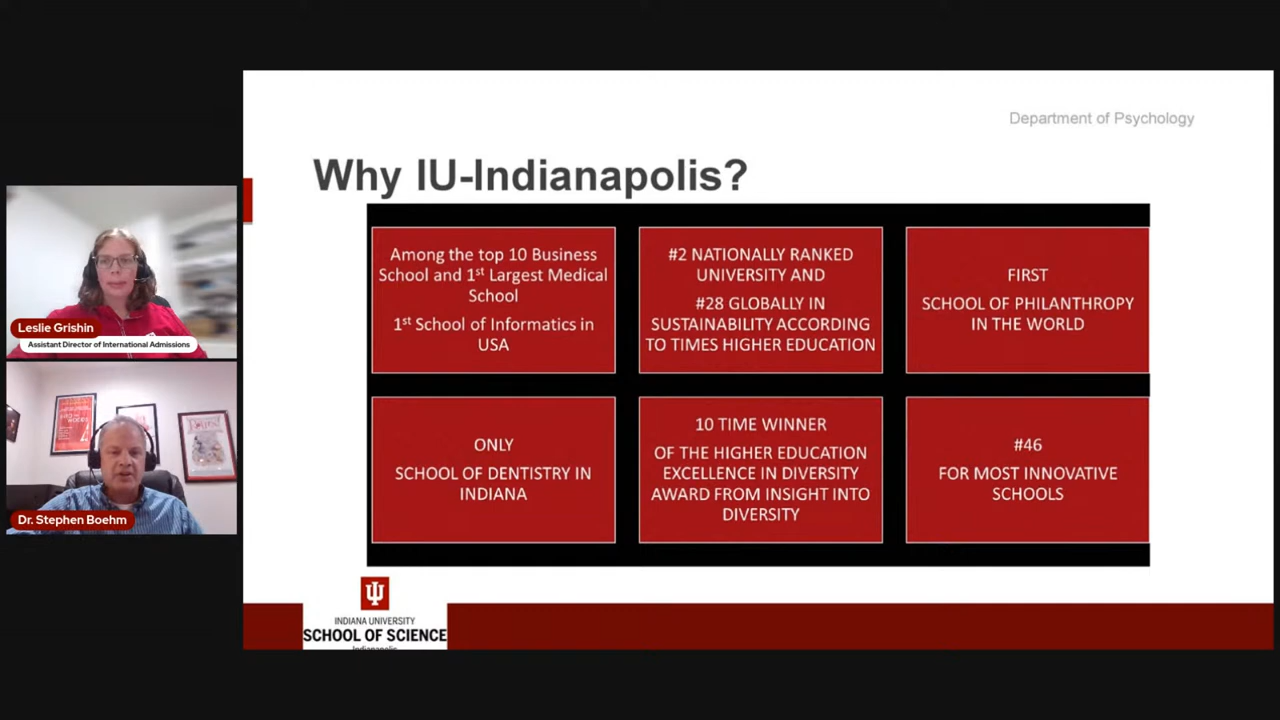 Department of Psychology
Why IU-Indianapolis?
Among the top 10 Business
School and 1st Largest Medical
School
1st School of Informatics in
USA
#2 NATIONALLY RANKED
UNIVERSITY AND
#28 GLOBALLY IN
SUSTAINABILITY ACCORDING
TO TIMES HIGHER EDUCATION
FIRST
SCHOOL OF PHILANTHROPY
IN THE WORLD
ONLY
SCHOOL OF DENTISTRY IN
INDIANA
10 TIME WINNER
OF THE HIGHER EDUCATION
EXCELLENCE IN DIVERSITY
AWARD FROM INSIGHT INTO
DIVERSITY
#46
FOR MOST INNOVATIVE
SCHOOLS
Leslie Grishin
Assistant Director of International Admissions
Dr. Stephen Boehm
INDIANA UNIVERSITY
SCHOOL OF SCIENCE
Indianapolis